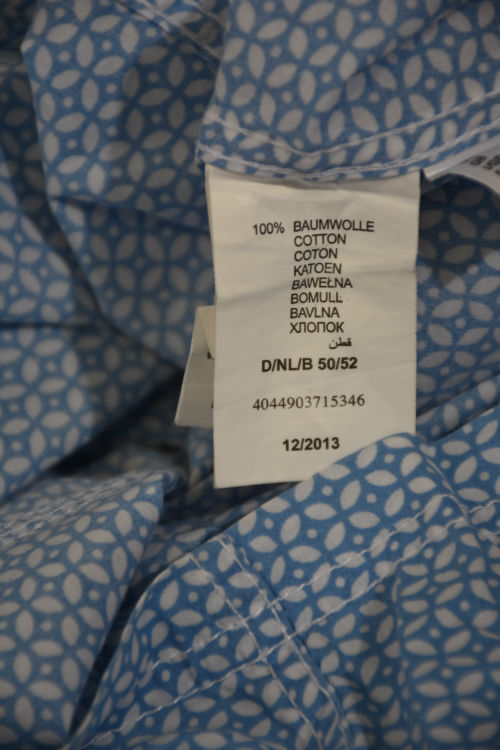 100% BAUMWOLLE
COTTON
COTON
KATOEN
BAWEŁNA
BOMULL
BAVLNA
ХЛОПОК
قطن
D/NL/B 50/52
4044903715346
12/2013